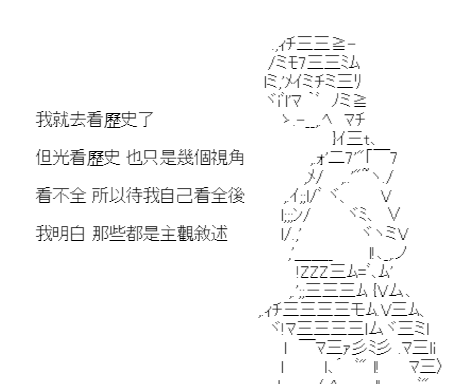 我就去看歷史了
但光看歷史 也只是幾個視角
看不全 所以待我自己看全後
我明白 那些都是主觀敘述